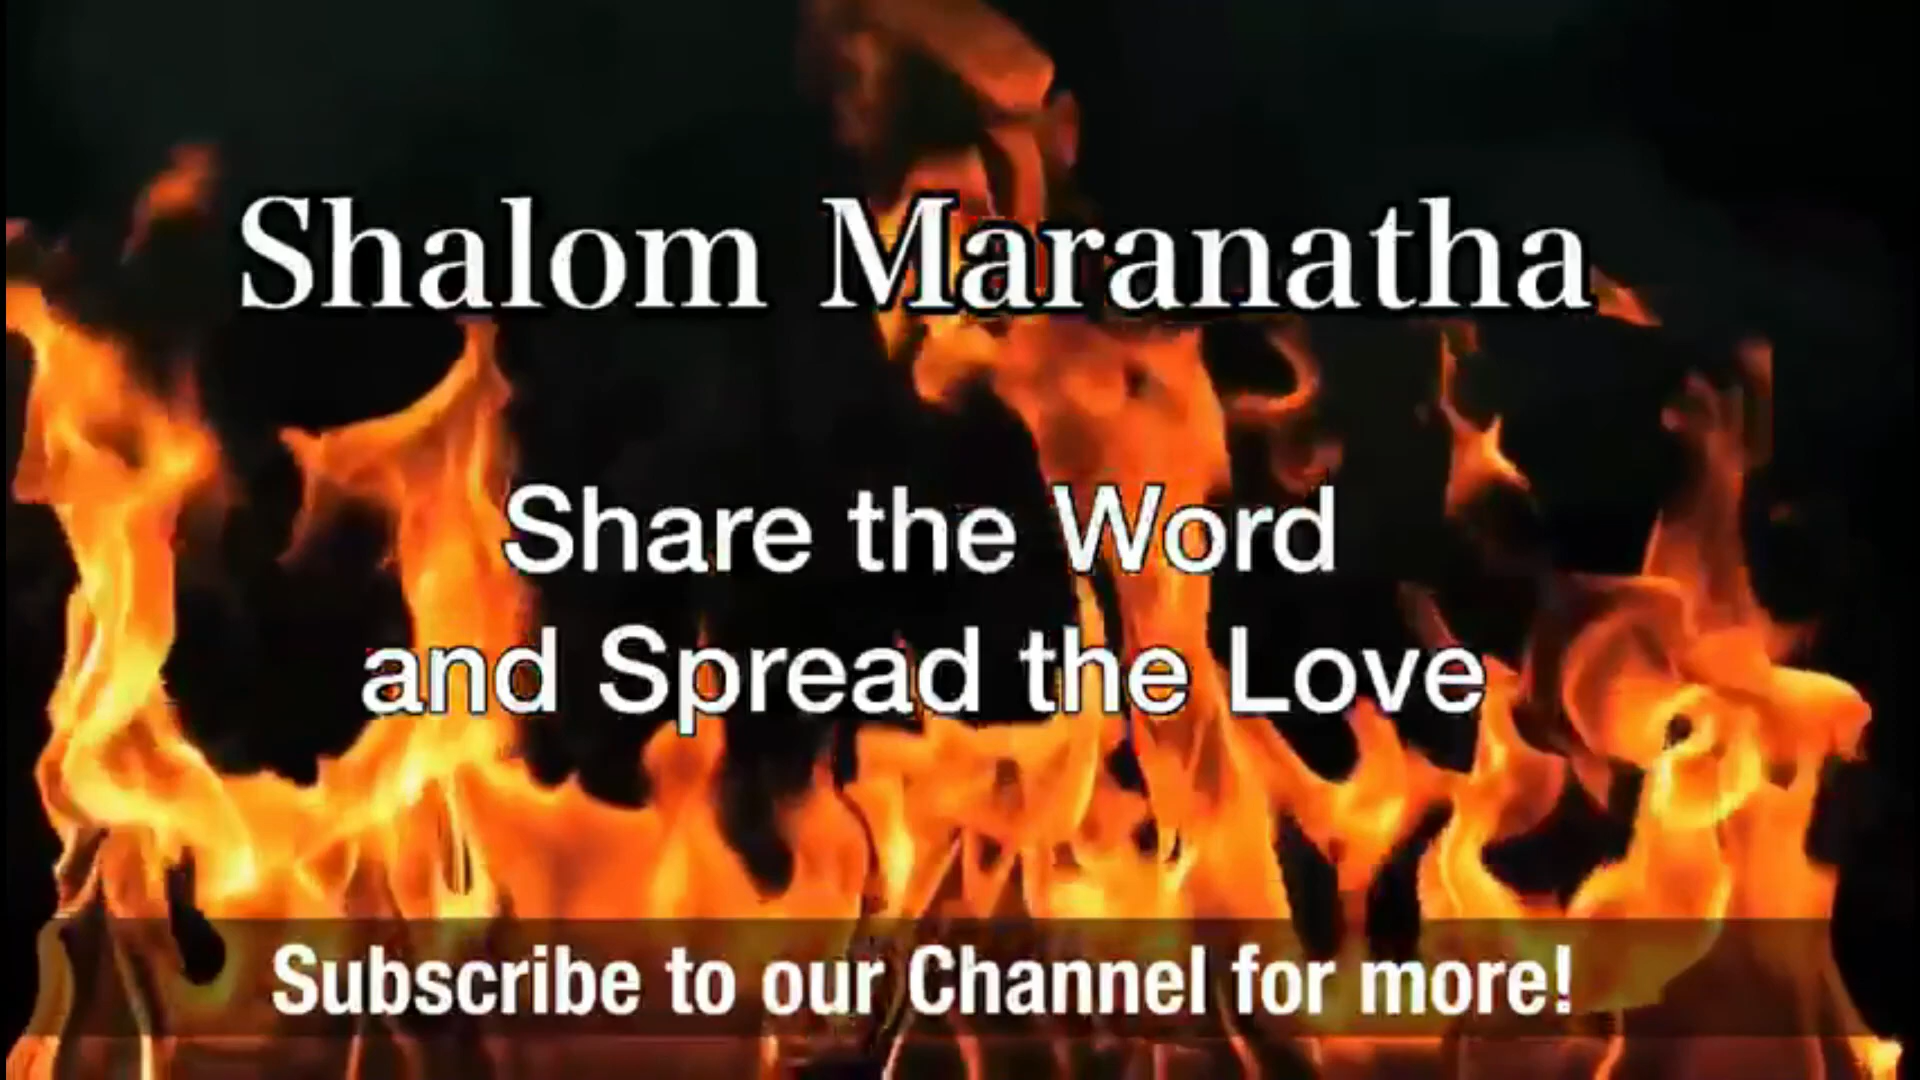 Shalom Maranatha
Share the Word
and Spread the Love
Subscribe to our Channel for more!